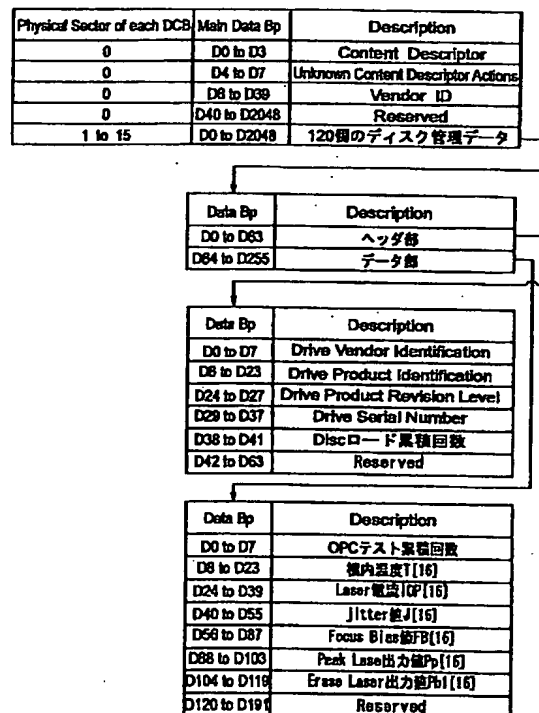 Physical Sector of each DCB Main Data Bp Description
0 D0 to D3 Content Descriptor
0 D4 to D7 Unknown Content Descriptor Actions
0 D8 to D39 Vendor ID
0 D40 to D2048 Reserved
1 to 15 D0 to D2048 120個のディスク管理データ
Data Bp Description
D0 to D63 ヘッダ部
D64 to D255 データ部
Data Bp Description
D0 to D7 Drive Vendor Identification
D8 to D23 Drive Product Identification
D24 to D27 Drive Product Revision Level
D29 to D37 Drive Serial Number
D38 to D41 Discロード累積回数
D42 to D63 Reserved
Data Bp Description
D0 to D7 OPCテスト累積回数
D8 to D23 機内温度T[16]
D24 to D39 Laser電流IOP[16]
D40 to D55 Jitter値J[16]
D56 to D87 Focus Bias値FB[16]
D88 to D103 Peak Lase出力値Pp[16]
D104 to D119 Erase Laser出力値Pb1[16]
D120 to D191 Reserved